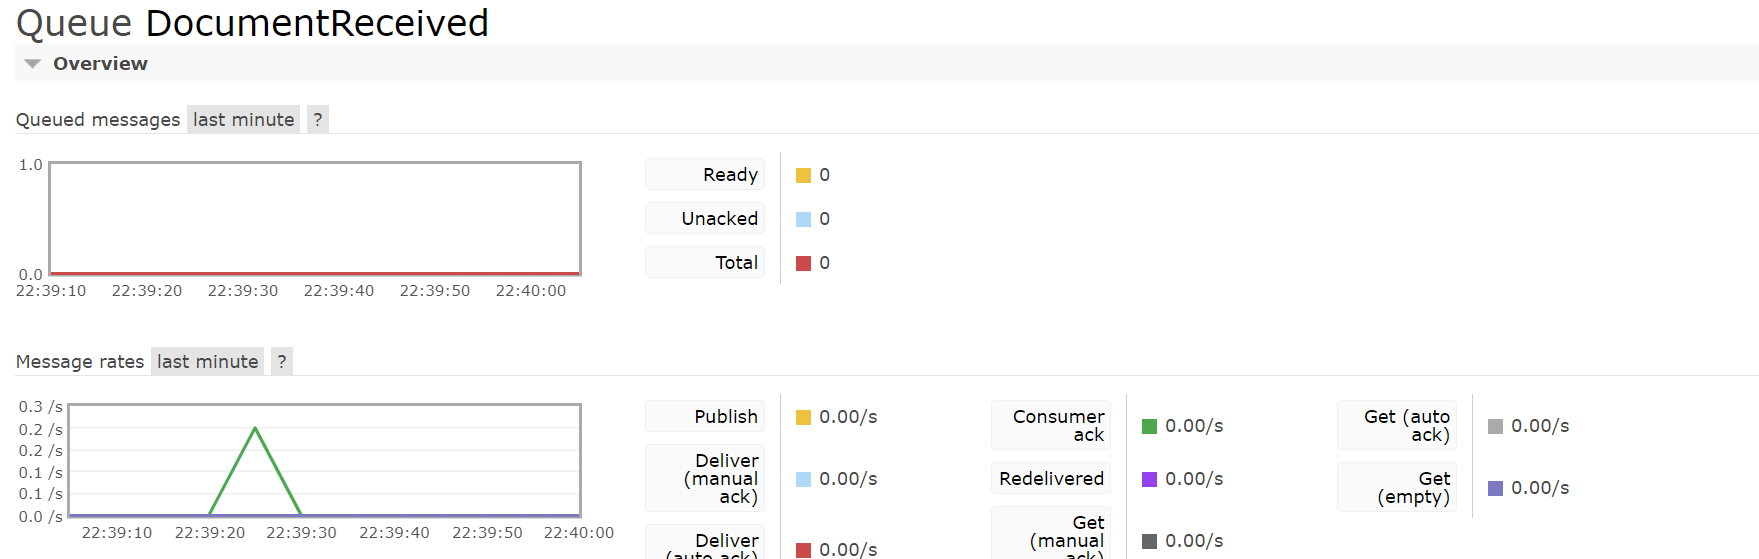 Queue DocumentReceived
Overview
Queued messages last minute ?
1.0
0.0
22:39:10 22:39:20 22:39:30 22:39:40 22:39:50 22:40:00
Ready 0
Unacked 0
Total 0
Message rates last minute ?
0.3 /s
0.2 /s
0.2 /s
0.1 /s
0.1 /s
0.0 /s
22:39:10 22:39:20 22:39:30 22:39:40 22:39:50 22:40:00
Publish 0.00/s
Deliver
(manual
ack) 0.00/s
Deliver
(auto ack) 0.00/s
Consumer
ack 0.00/s
Redelivered 0.00/s
Get
(manual
ack) 0.00/s
Get (auto
ack) 0.00/s
Get
(empty) 0.00/s